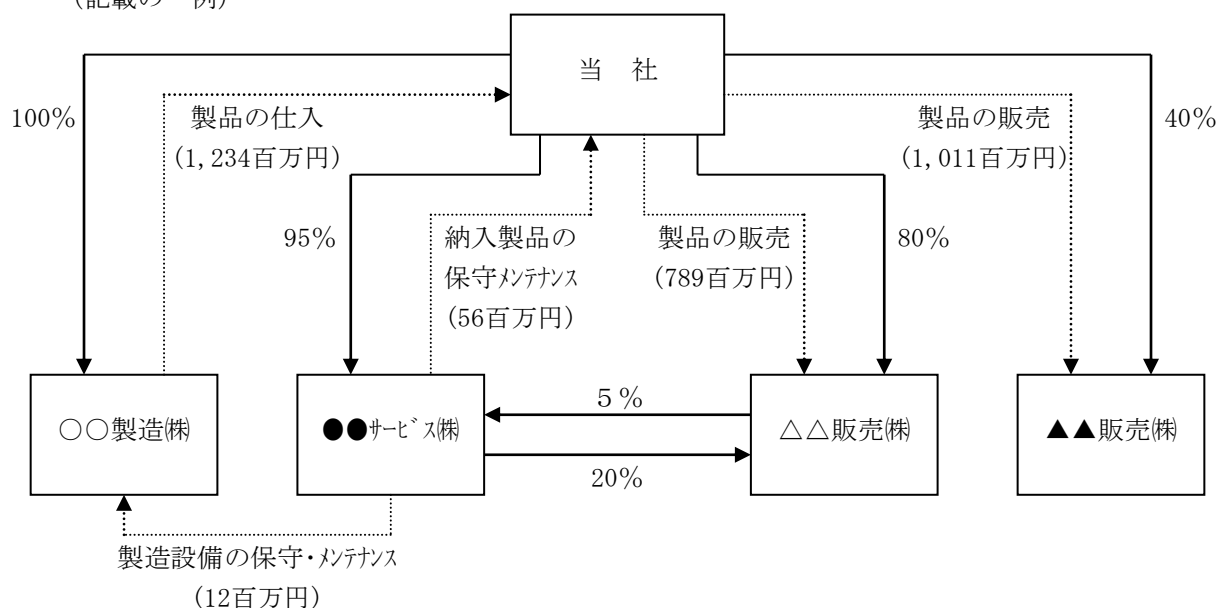 (記載の一例)
当　社
100%
製品の仕入
(1,234百万円)
製品の販売
(1,011百万円)
40%
95%
納入製品の
保守ﾒﾝﾃﾅﾝｽ
(56百万円)
製品の販売
(789百万円)
80%
○○製造㈱
●●ｻｰﾋﾞｽ㈱
５%
20%
△△販売㈱
▲▲販売㈱
製造設備の保守・ﾒﾝﾃﾅﾝｽ
(12百万円)